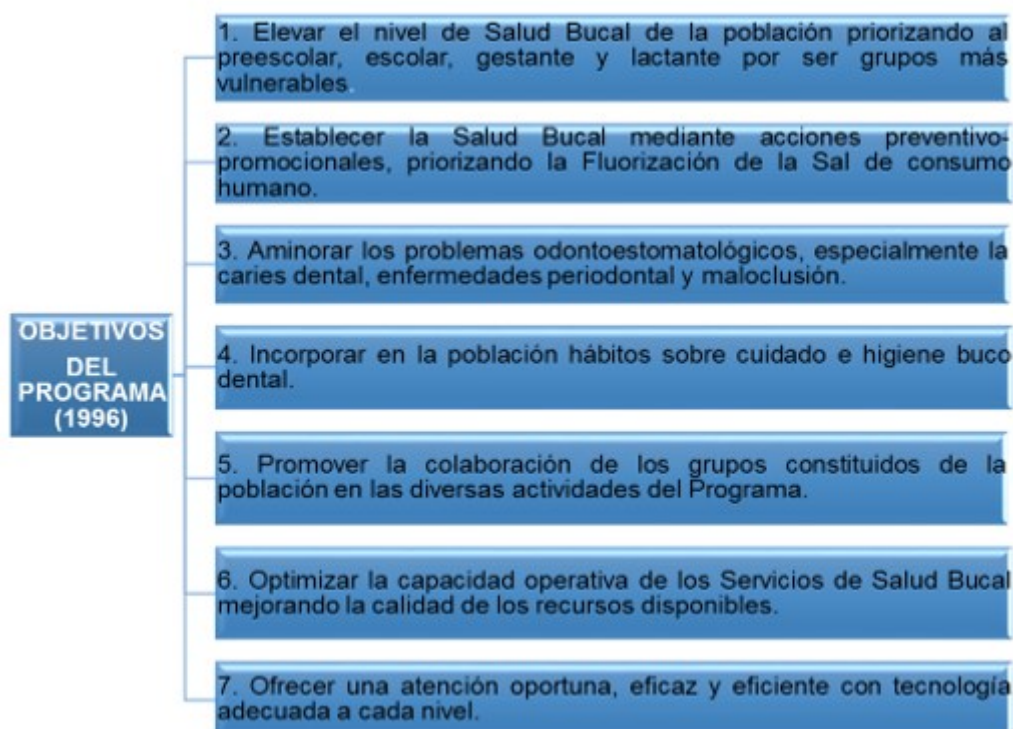 OBJETIVOS
DEL
PROGRAMA
(1996)
1. Elevar el nivel de Salud Bucal de la población priorizando al
preescolar, escolar, gestante y lactante por ser grupos más
vulnerables.
2. Establecer la Salud Bucal mediante acciones preventivo-
promocionales, priorizando la Fluorización de la Sal de consumo
humano.
3. Aminorar los problemas odontoestomatológicos, especialmente la
caries dental, enfermedades periodontal y maloclusión.
4. Incorporar en la población hábitos sobre cuidado e higiene buco
dental.
5. Promover la colaboración de los grupos constituidos de la
población en las diversas actividades del Programa.
6. Optimizar la capacidad operativa de los Servicios de Salud Bucal
mejorando la calidad de los recursos disponibles.
7. Ofrecer una atención oportuna, eficaz y eficiente con tecnología
adecuada a cada nivel.